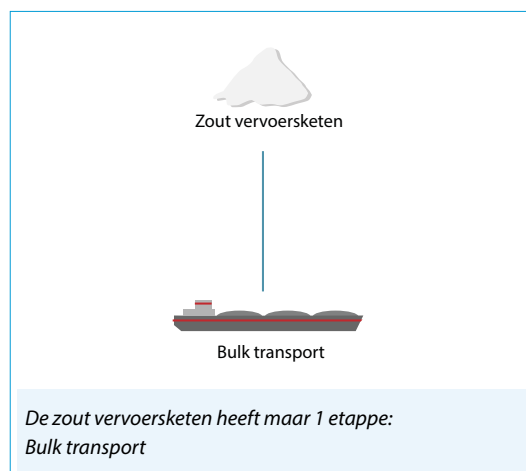 Zout vervoersketen
Bulk transport
De zout vervoersketen heeft maar 1 etappe:
Bulk transport